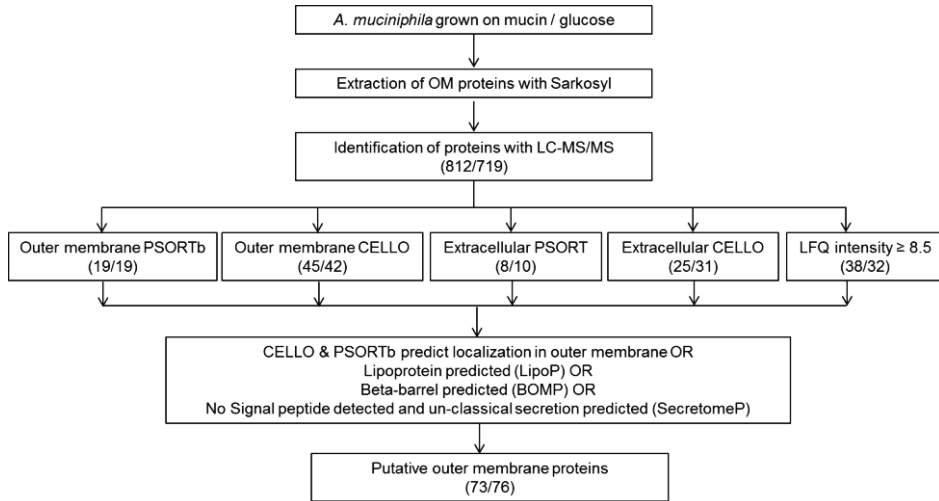 A. muciniphila grown on mucin / glucose
Extraction of OM proteins with Sarkosyl
Identification of proteins with LC-MS/MS
(812/719)
Outer membrane PSORTb
(19/19)
Outer membrane CELLO
(45/42)
Extracellular PSORT
(8/10)
Extracellular CELLO
(25/31)
LFQ intensity ≥ 8.5
(38/32)
CELLO & PSORTb predict localization in outer membrane OR
Lipoprotein predicted (LipoP) OR
Beta-barrel predicted (BOMP) OR
No Signal peptide detected and un-classical secretion predicted (SecretomeP)
Putative outer membrane proteins
(73/76)